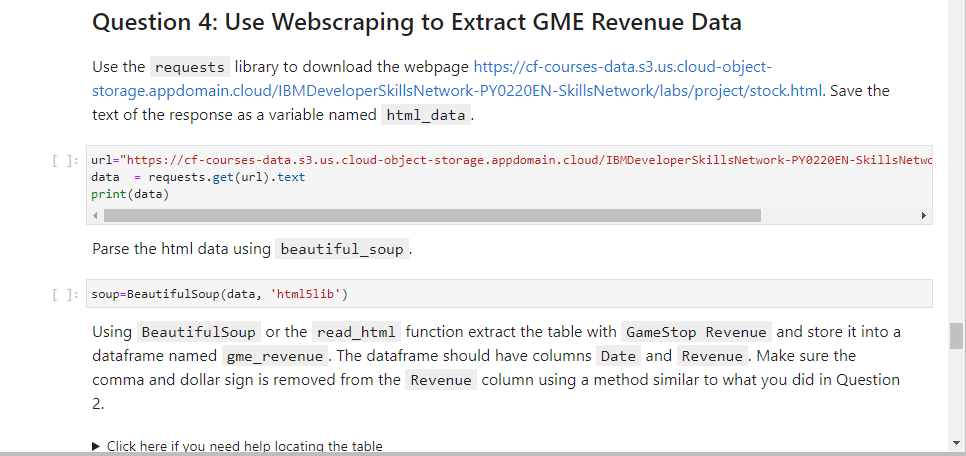 Question 4: Use Webscraping to Extract GME Revenue Data
Use the requests library to download the webpage https://cf-courses-data.s3.us.cloud-object-
storage.appdomain.cloud/IBMDeveloperSkillsNetwork-PY0220EN-SkillsNetwork/labs/project/stock.html. Save the
text of the response as a variable named html_data.
[ ]: url="https://cf-courses-data.s3.us.cloud-object-storage.appdomain.cloud/IBMDeveloperSkillsNetwork-PY0220EN-SkillsNetwo
data  = requests.get(url).text
print(data)
Parse the html data using beautiful_soup.
[ ]: soup=BeautifulSoup(data, 'html5lib')
Using BeautifulSoup or the read_html function extract the table with GameStop Revenue and store it into a
dataframe named gme_revenue. The dataframe should have columns Date and Revenue. Make sure the
comma and dollar sign is removed from the Revenue column using a method similar to what you did in Question
2.
Click here if you need help locating the table